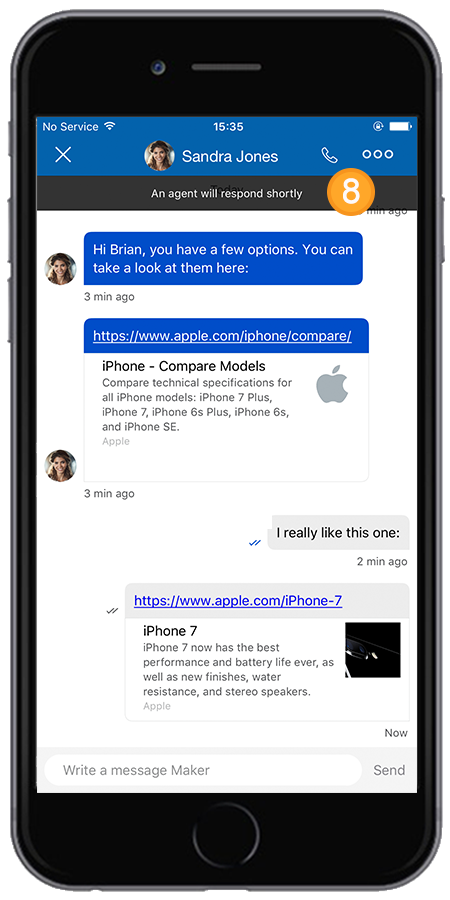 No Service
15:35
Sandra Jones
Today
An agent will respond shortly
8
min ago
Hi Brian, you have a few options. You can
take a look at them here:
3 min ago
https://www.apple.com/iphone/compare/
iPhone - Compare Models
Compare technical specifications for
all iPhone models: iPhone 7 Plus,
iPhone 7, iPhone 6s Plus, iPhone 6s,
and iPhone SE.
Apple
3 min ago
I really like this one:
2 min ago
https://www.apple.com/iPhone-7
iPhone 7
iPhone 7 now has the best
performance and battery life ever, as
well as new finishes, water
resistance, and stereo speakers.
Apple
Now
Write a message Maker
Send